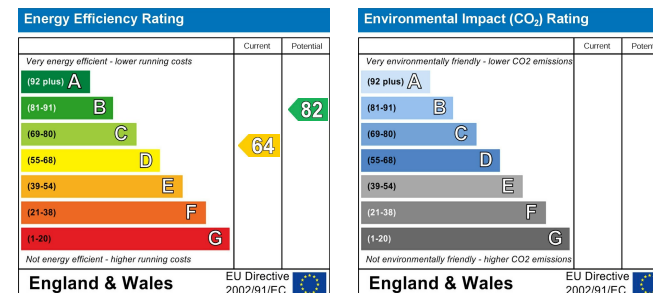 Energy Efficiency Rating
Current Potential
Very energy efficient - lower running costs
(92 plus) A
(81-91) B
82
(69-80) C
64
(55-68) D
(39-54) E
(21-38) F
(1-20) G
Not energy efficient - higher running costs
England & Wales
EU Directive
2002/91/EC
Environmental Impact (CO2) Rating
Current Potent
Very environmentally friendly - lower CO2 emissions
(92 plus) A
(81-91) B
(69-80) C
(55-68) D
(39-54) E
(21-38) F
(1-20) G
Not environmentally friendly - higher CO2 emissions
England & Wales
EU Directive
2002/91/EC